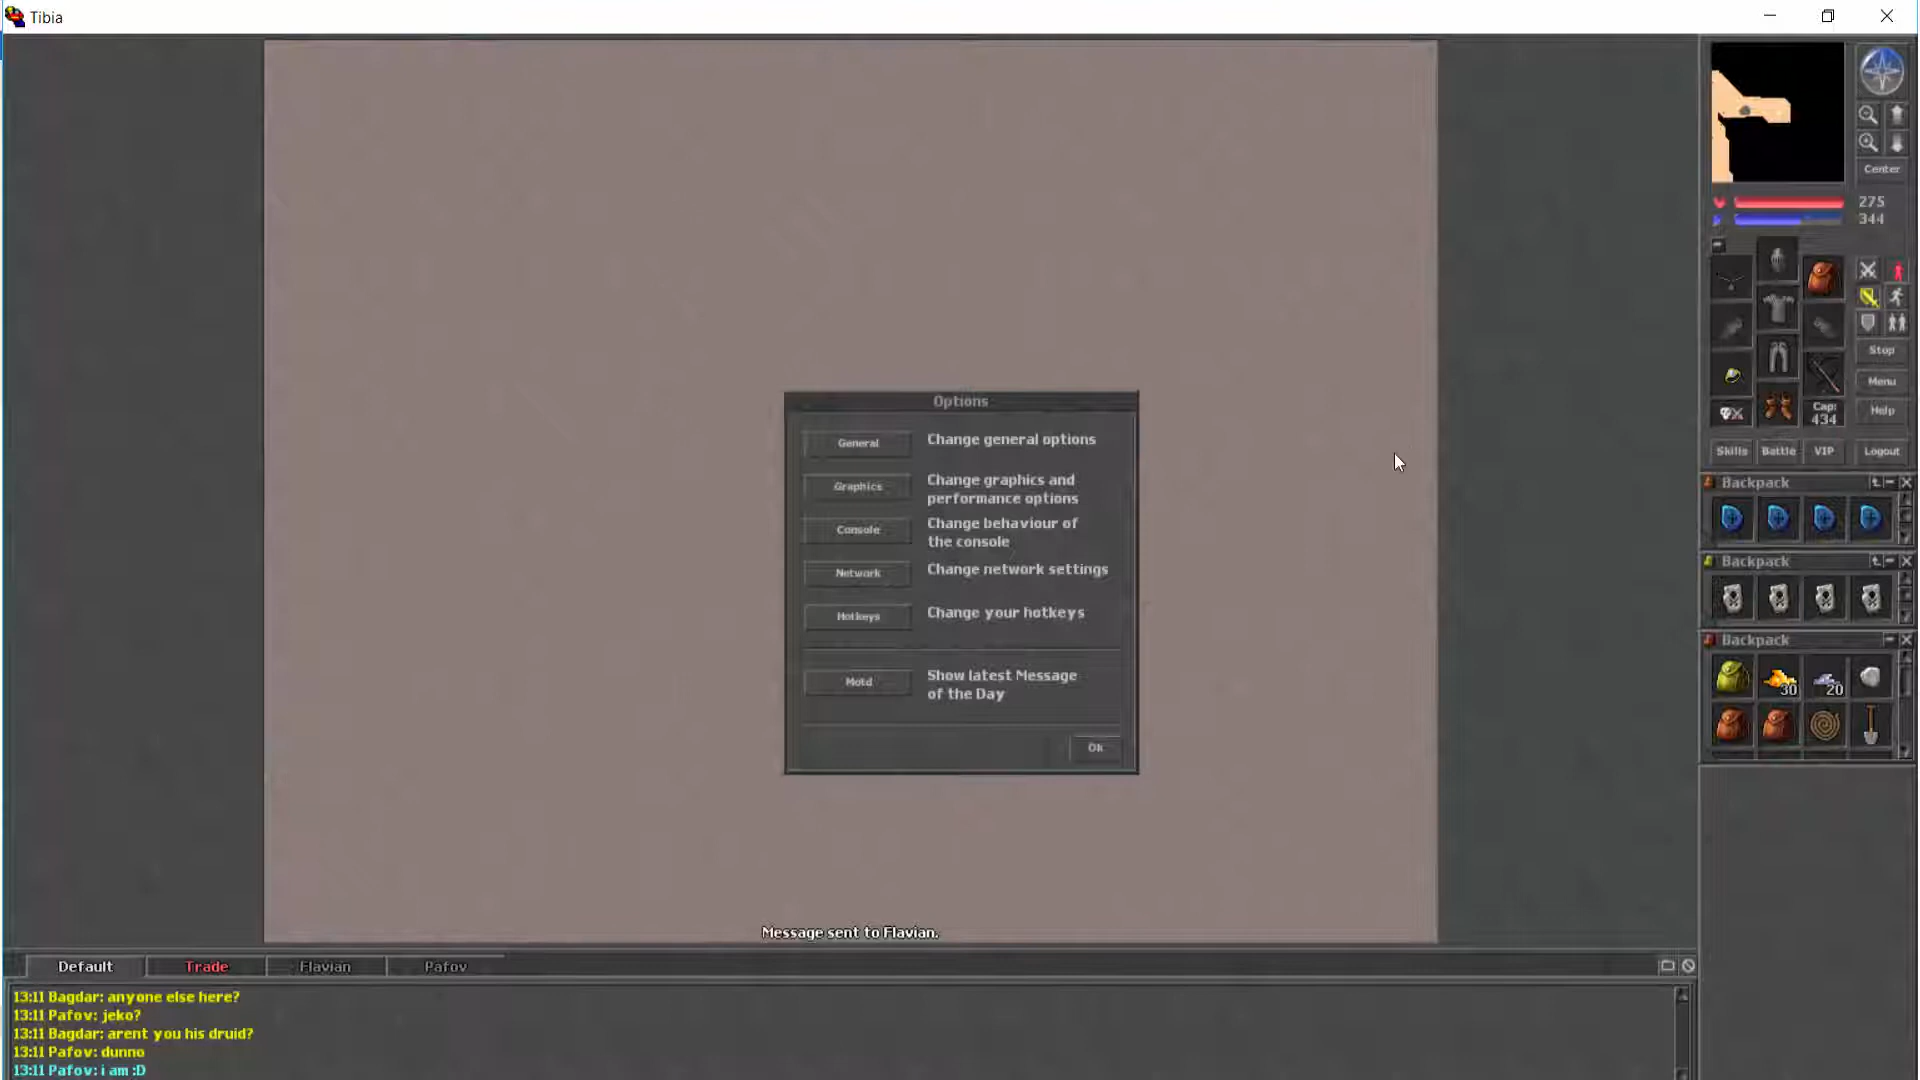 Tibia
Center
275
344
Stop
Menu
Cap:
434
Help
Skills
Battle
VIP
Logout
Backpack
Backpack
Backpack
30
20
Options
General
Change general options
Graphics
Change graphics and
performance options
Console
Change behaviour of
the console
Network
Change network settings
Hotkeys
Change your hotkeys
Motd
Show latest Message
of the Day
Ok
Message sent to Flavian.
Default
Trade
Flavian
Pafov
13:11 Bagdar: anyone else here?
13:11 Pafov: jeko?
13:11 Bagdar: arent you his druid?
13:11 Pafov: dunno
13:11 Pafov: i am :D